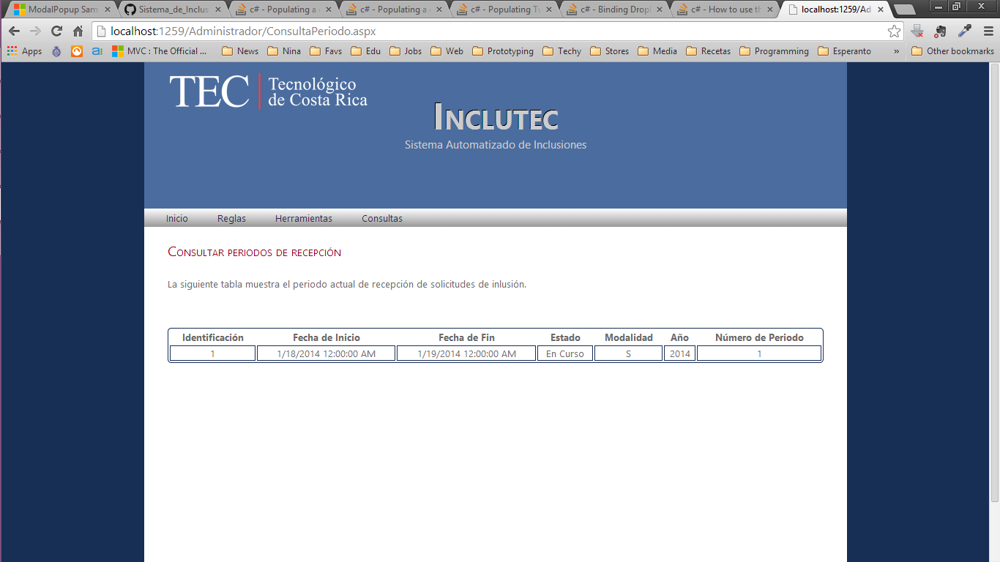 ModalPopup Sam
Sistema_de_Inclus
c# - Populating a
c# - Populating a
c# - Populating
c# - Binding Drop
c# - How to use th
localhost:1259/Ad
localhost:1259/Administrador/ConsultaPeriodo.aspx
Apps
MVC : The Official ...
News
Nina
Favs
Edu
Jobs
Web
Prototyping
Techy
Stores
Media
Recetas
Programming
Esperanto
»
Other bookmarks
TEC
Tecnológico
de Costa Rica
Inclutec
Sistema Automatizado de Inclusiones
Inicio Reglas Herramientas Consultas
Consultar periodos de recepción
La siguiente tabla muestra el periodo actual de recepción de solicitudes de inlusión.
Identificación Fecha de Inicio Fecha de Fin Estado Modalidad Año Número de Periodo
1 1/18/2014 12:00:00 AM 1/19/2014 12:00:00 AM En Curso S 2014 1